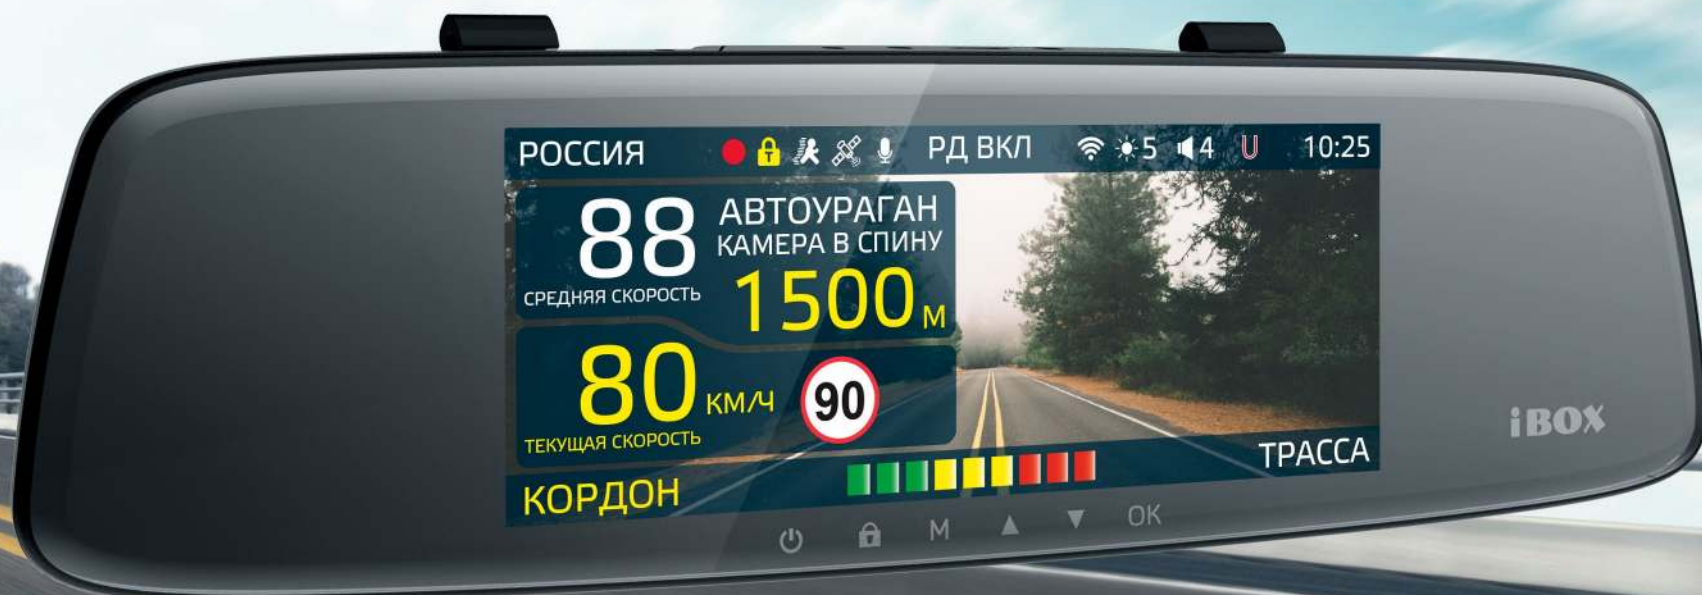 РОССИЯ РД ВКЛ 5 4 U 10:25
88 АВТОУРАГАН
КАМЕРА В СПИНУ
СРЕДНЯЯ СКОРОСТЬ 1500 М
80 КМ/Ч 90
ТЕКУЩАЯ СКОРОСТЬ
iBOX
КОРДОН ТРАССА
M OK